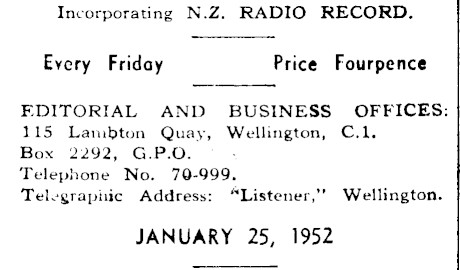 Incorporating N.Z. RADIO RECORD.
Every Friday Price Fourpence
EDITORIAL AND BUSINESS OFFICES:
115 Lambton Quay, Wellington, C.1.
Box 2292, G.P.O.
Telephone No. 70-999.
Telegraphic Address: "Listener," Wellington.
JANUARY 25, 1952